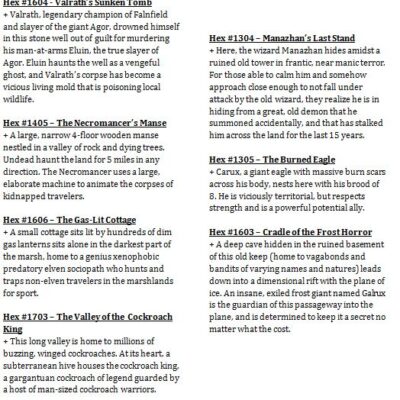 Hex #1604 - Valrath's Sunken Tomb
+ Valrath, legendary champion of Falnfield
and slayer of the giant Agor, drowned himself
in this stone well out of guilt for murdering
his man-at-arms Eluin, the true slayer of
Agor. Eluin haunts the well as a vengeful
ghost, and Valrath's corpse has become a
vicious living mold that is poisoning local
wildlife.
Hex #1405 – The Necromancer's Manse
+ A large, narrow 4-floor wooden manse
nestled in a valley of rock and dying trees.
Undead haunt the land for 5 miles in any
direction. The Necromancer uses a large,
elaborate machine to animate the corpses of
kidnapped travelers.
Hex #1606 – The Gas-Lit Cottage
+ A small cottage sits lit by hundreds of dim
gas lanterns sits alone in the darkest part of
the marsh, home to a genius xenophobic
predatory elven sociopath who hunts and
traps non-elven travelers in the marshlands
for sport.
Hex #1703 – The Valley of the Cockroach
King
+ This long valley is home to millions of
buzzing, winged cockroaches. At its heart, a
subterranean hive houses the cockroach king,
a gargantuan cockroach of legend guarded by
a host of man-sized cockroach warriors.
Hex #1304 – Manazhan's Last Stand
+ Here, the wizard Manazhan hides amidst a
ruined old tower in frantic, near manic terror.
For those able to calm him and somehow
approach close enough to not fall under
attack by the old wizard, they realize he is in
hiding from a great, old demon that he
summoned accidentally, and that has stalked
him across the land for the last 15 years.
Hex #1305 – The Burned Eagle
+ Carux, a giant eagle with massive burn scars
across his body, nests here with his brood of
8. He is viciously territorial, but respects
strength and is a powerful potential ally.
Hex #1603 – Cradle of the Frost Horror
+ A deep cave hidden in the ruined basement
of this old keep (home to vagabonds and
bandits of varying names and natures) leads
down into a dimensional rift with the plane of
ice. An insane, exiled frost giant named Galrux
is the guardian of this passageway into the
plane, and is determined to keep it a secret no
matter what the cost.